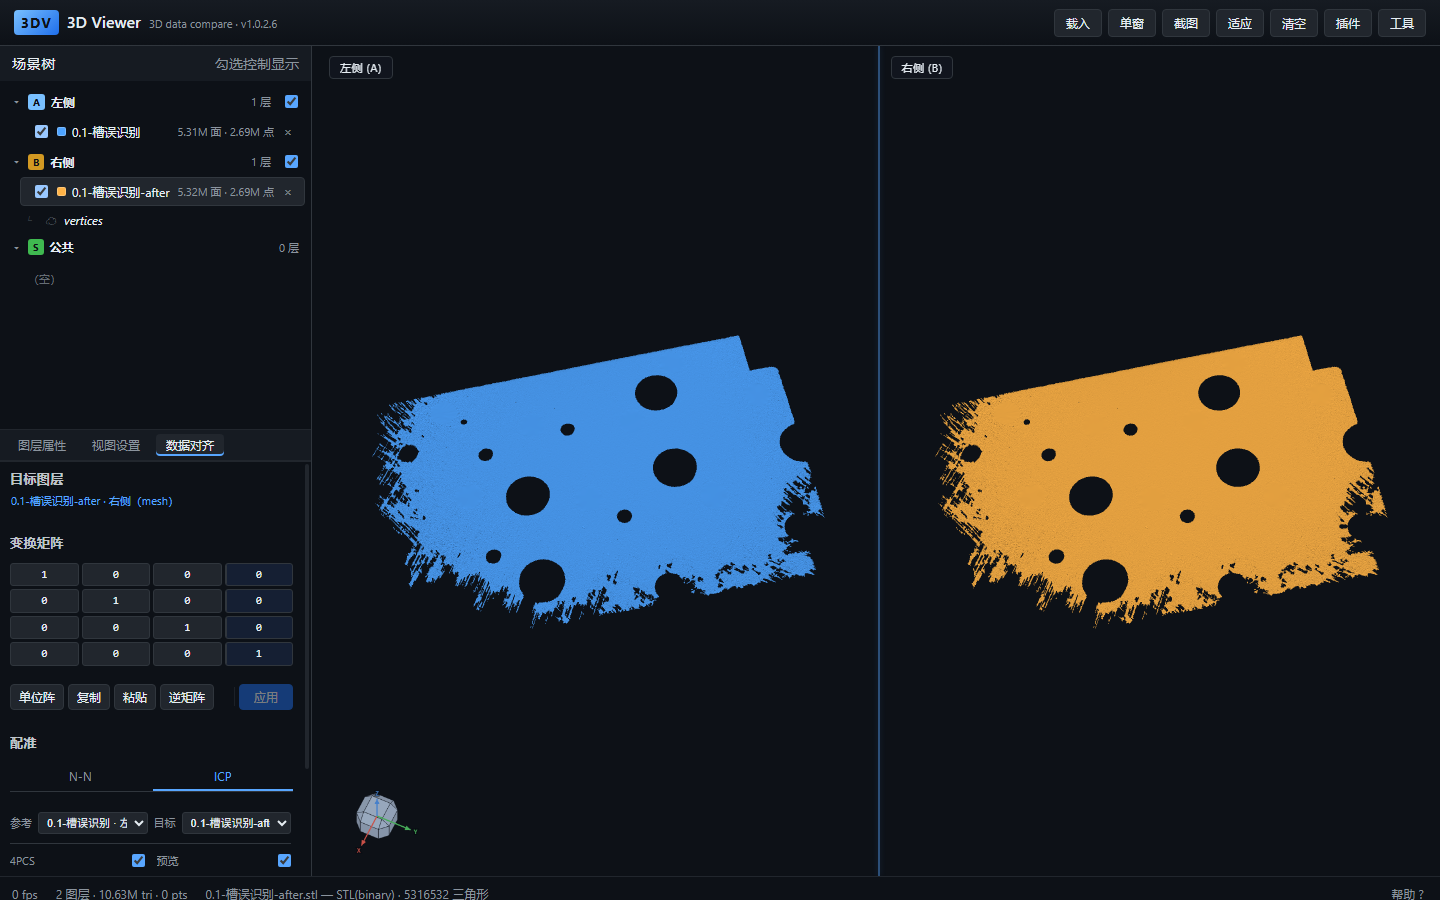 3DV 3D Viewer 3D data compare · v1.0.2.6
载入 单窗 截图 适应 清空 插件 工具
场景树 勾选控制显示
A 左侧 1 层
0.1-槽误识别 5.31M 面 · 2.69M 点 ×
B 右侧 1 层
0.1-槽误识别-after 5.32M 面 · 2.69M 点 ×
vertices
S 公共 0 层
(空)
左侧 (A)
右侧 (B)
图层属性 视图设置 数据对齐
目标图层
0.1-槽误识别-after · 右侧 (mesh)
变换矩阵
1 0 0 0
0 1 0 0
0 0 1 0
0 0 0 1
单位阵 复制 粘贴 逆矩阵 应用
配准
N-N ICP
参考 0.1-槽误识别 · 左 目标 0.1-槽误识别-aft
4PCS 预览
Z
Y
X
0 fps 2 图层 · 10.63M tri · 0 pts 0.1-槽误识别-after.stl — STL(binary) · 5316532 三角形 帮助 ?